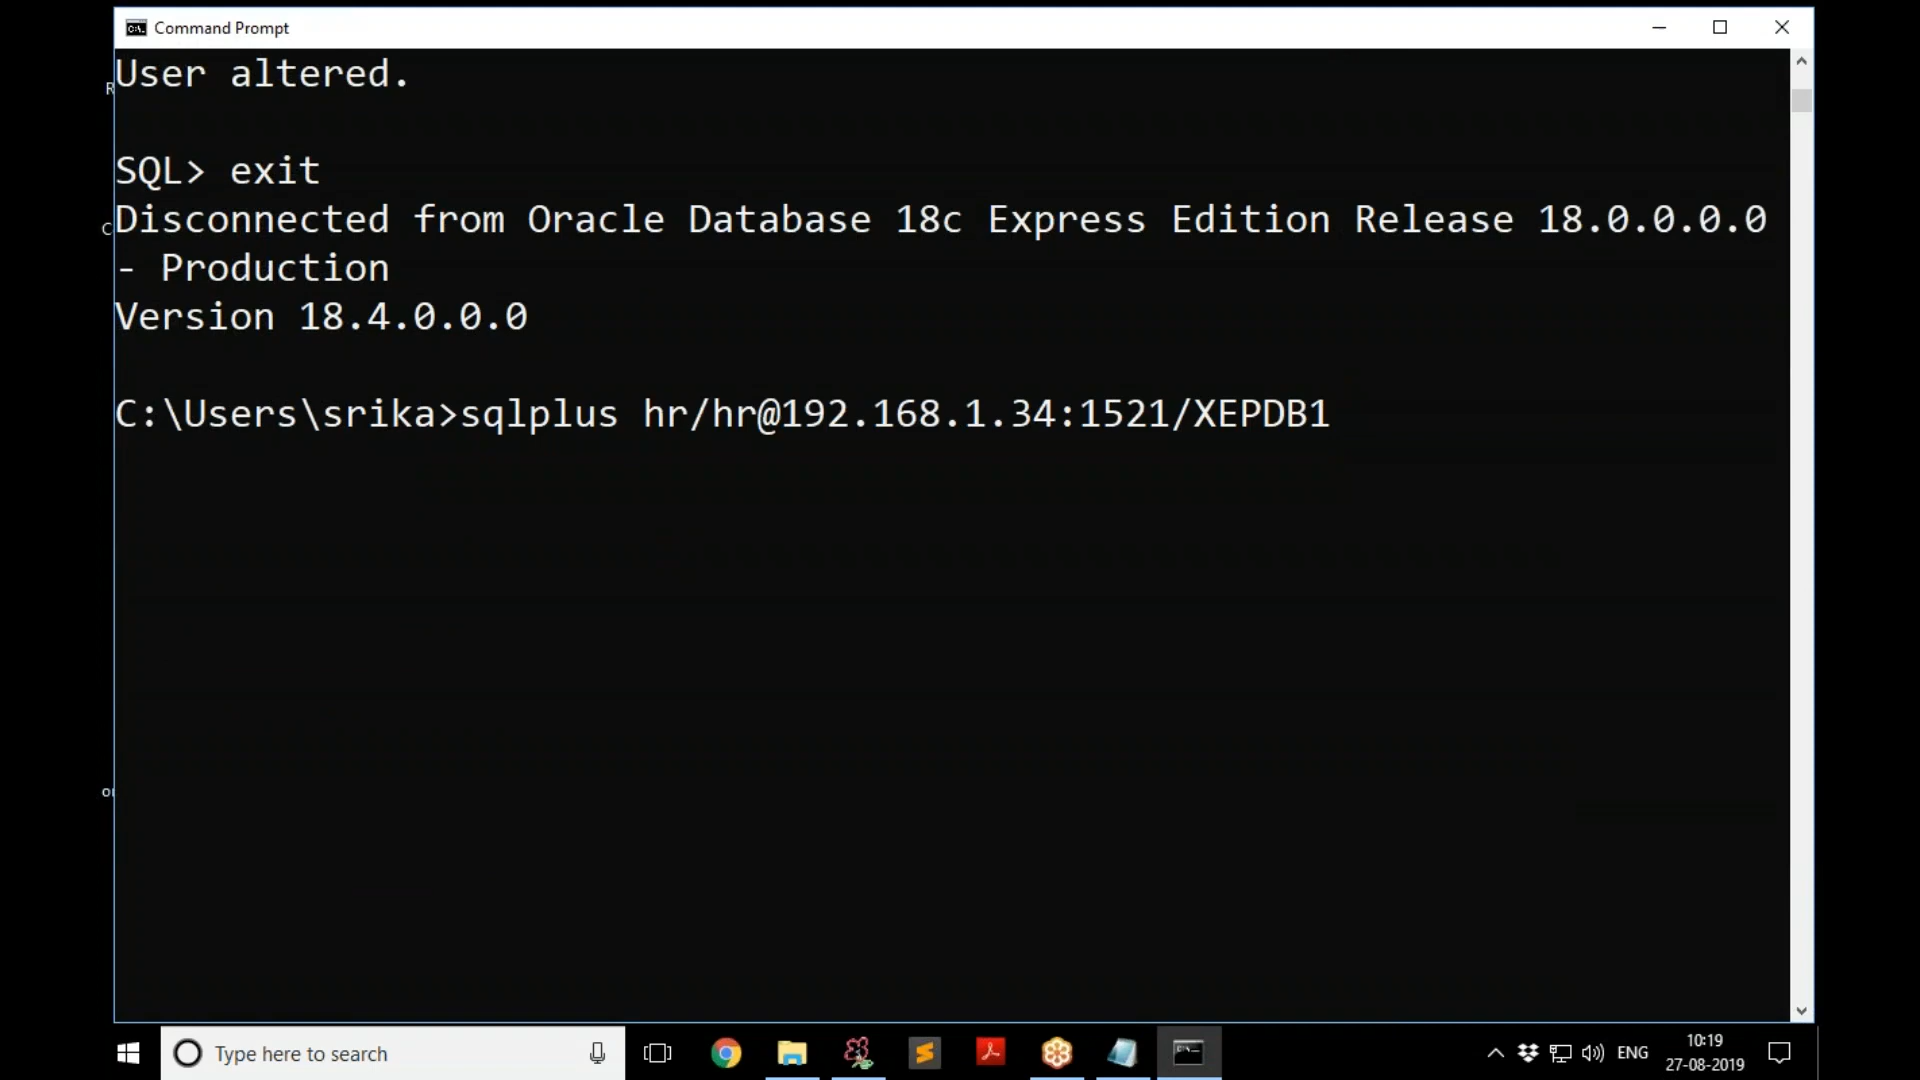 Command Prompt
User altered.
SQL> exit
Disconnected from Oracle Database 18c Express Edition Release 18.0.0.0.0
- Production
Version 18.4.0.0.0
C:\Users\srika>sqlplus hr/hr@192.168.1.34:1521/XEPDB1
R
C
Type here to search
ENG
10:19
27-08-2019